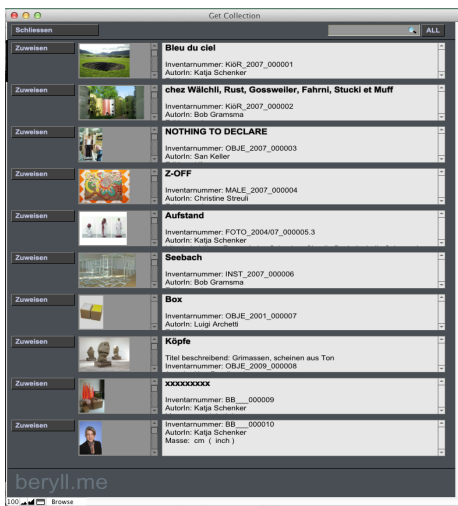 Get Collection
Schliessen
ALL
Zuweisen
Bleu du ciel
Inventarnummer: KiöR_2007_000001
AutorIn: Katja Schenker
Zuweisen
chez Wälchli, Rust, Gossweiler, Fahrni, Stucki et Muff
Inventarnummer: KiöR_2007_000002
AutorIn: Bob Gramsma
Zuweisen
NOTHING TO DECLARE
Inventarnummer: OBJE_2007_000003
AutorIn: San Keller
Zuweisen
Z-OFF
Inventarnummer: MALE_2007_000004
AutorIn: Christine Streuli
Zuweisen
Aufstand
Inventarnummer: FOTO_2004/07_000005.3
AutorIn: Katja Schenker
Zuweisen
Seebach
Inventarnummer: INST_2007_000006
AutorIn: Bob Gramsma
Zuweisen
Box
Inventarnummer: OBJE_2001_000007
AutorIn: Luigi Archetti
Zuweisen
Köpfe
Titel beschreibend: Grimassen, scheinen aus Ton
Inventarnummer: OBJE_2009_000008
Zuweisen
xxxxxxxxx
Inventarnummer: BB___000009
AutorIn: Katja Schenker
Zuweisen
Inventarnummer: BB___000010
AutorIn: Katja Schenker
Masse: cm ( inch )
beryll.me
100 Browse